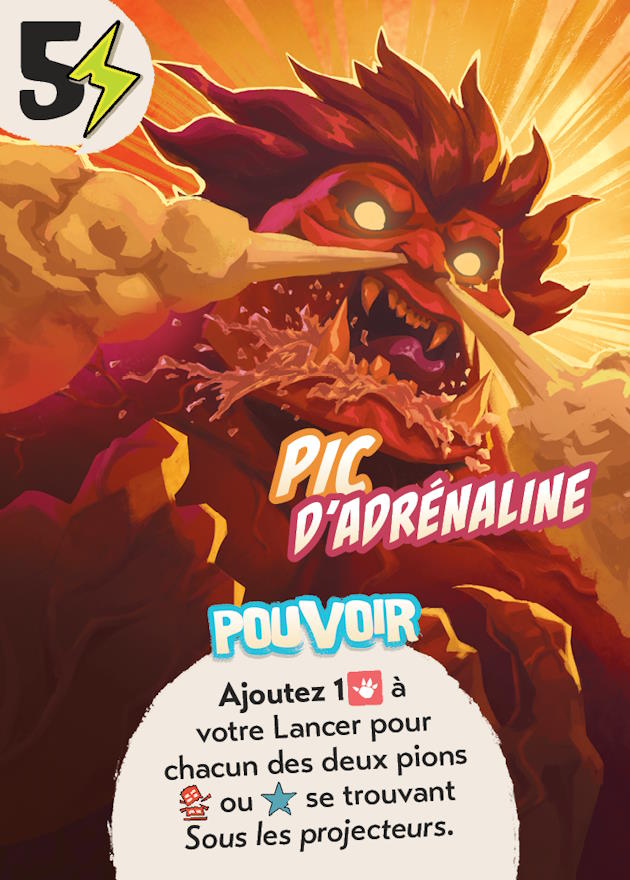 5
PIC
D'ADRÉNALINE
POUVOIR
Ajoutez 1 à
votre Lancer pour
chacun des deux pions
ou se trouvant
Sous les projecteurs.